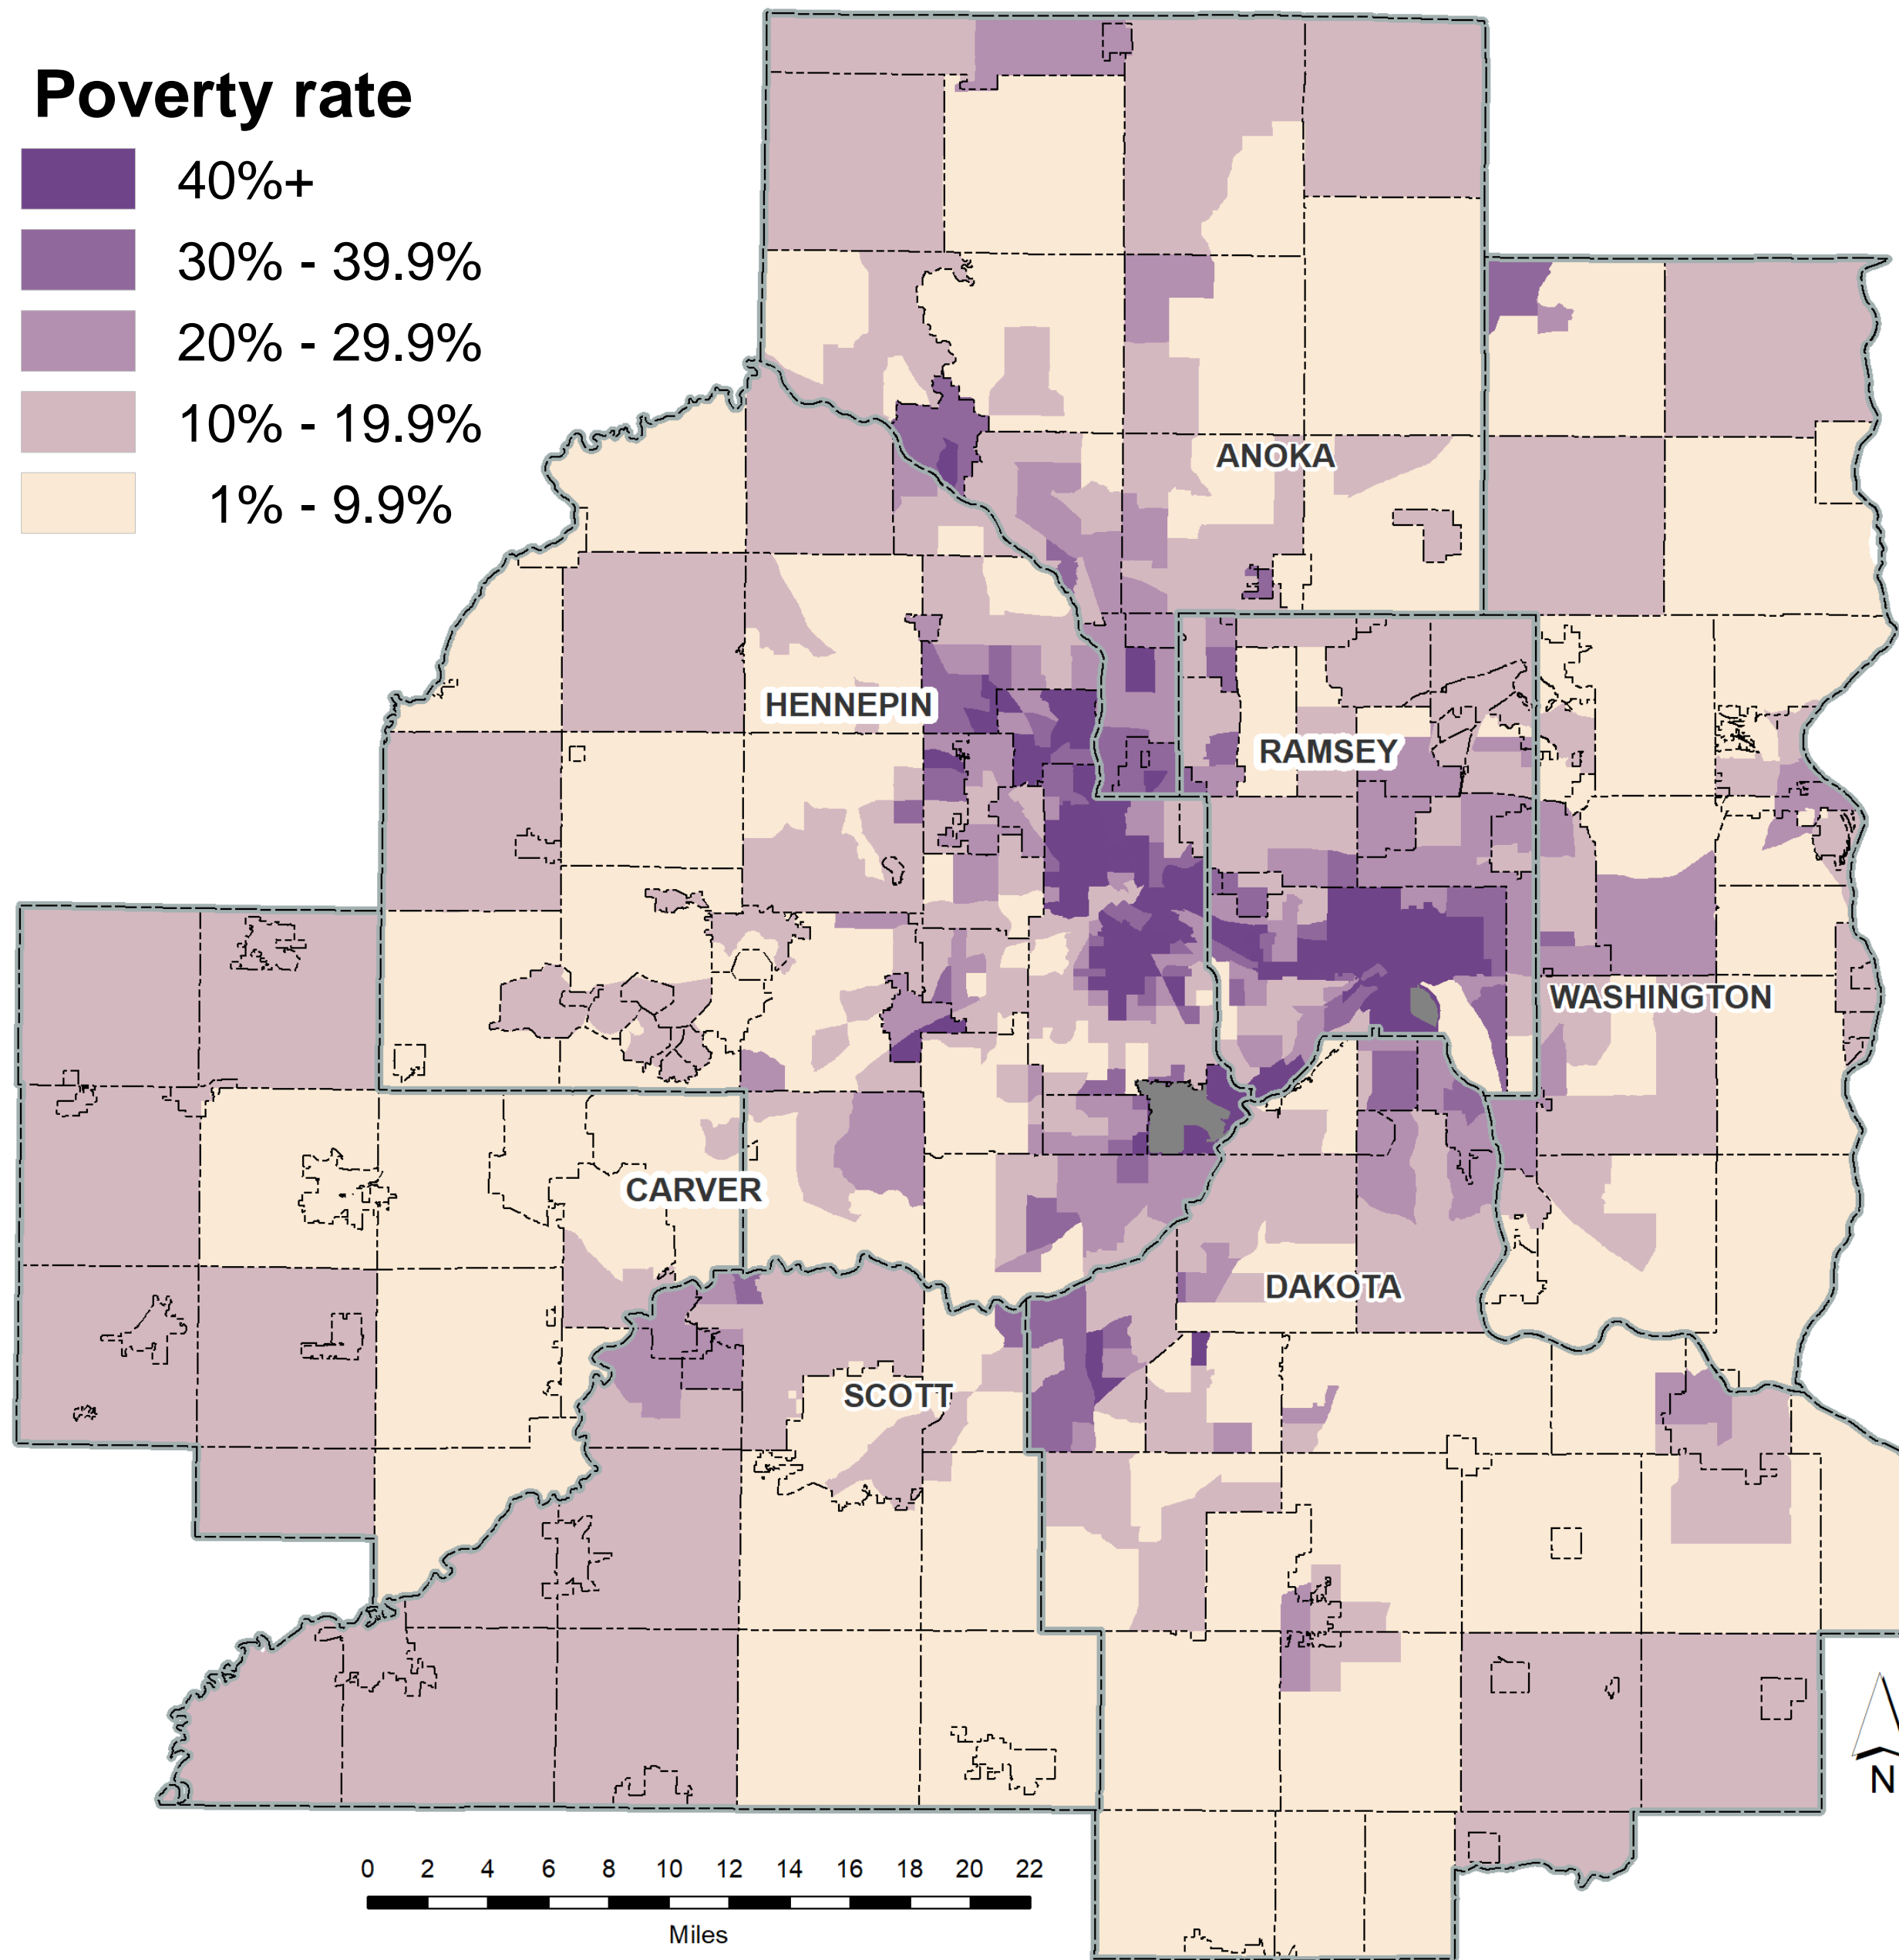 Poverty rate
40%+
30% - 39.9%
20% - 29.9%
10% - 19.9%
1% - 9.9%
ANOKA
HENNEPIN
RAMSEY
WASHINGTON
CARVER
DAKOTA
SCOTT
N
0 2 4 6 8 10 12 14 16 18 20 22
Miles